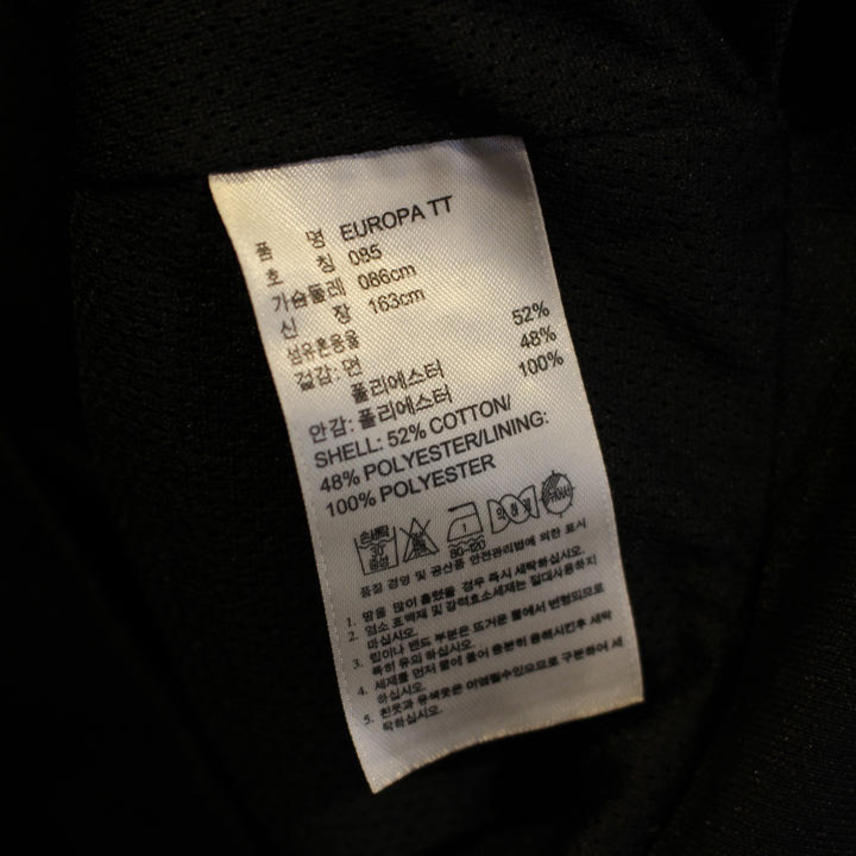 품 명 EUROPA TT
호 칭 085
가슴둘레 086cm
신 장 163cm
섬유혼용율
겉감: 면 52%
폴리에스터 48%
안감: 폴리에스터 100%
SHELL: 52% COTTON/
48% POLYESTER/LINING:
100% POLYESTER
손세탁
30
중성
1
80-120
품질 경영 및 공산품 안전관리법에 의한 표시
1. 땀을 많이 흘렸을 경우 즉시 세탁하십시오.
2. 염소 표백제 및 강력효소세제는 절대사용하지
마십시오.
3. 립이나 밴드 부분은 뜨거운 물에서 변형되므로
특히 유의 하십시오.
4. 세제를 먼저 물에 풀어 충분히 용해시킨후 세탁
하십시오.
5. 흰옷과 유색옷은 이염될수있으므로 구분하여 세
탁하십시오.